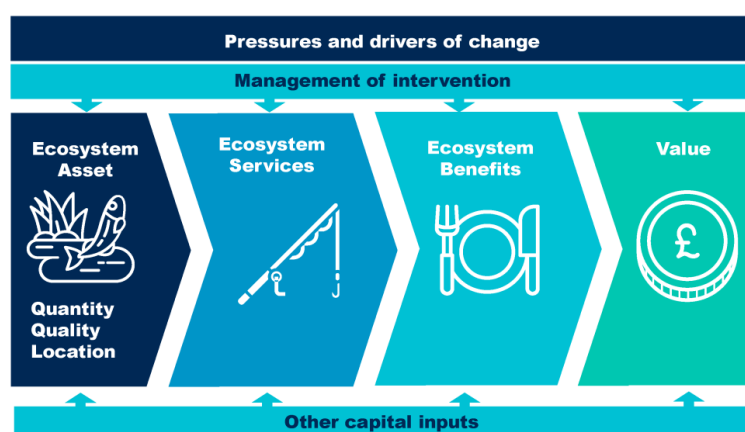 Pressures and drivers of change
Management of intervention
Ecosystem
Asset
Ecosystem
Services
Ecosystem
Benefits
Value
£
Quantity
Quality
Location
Other capital inputs